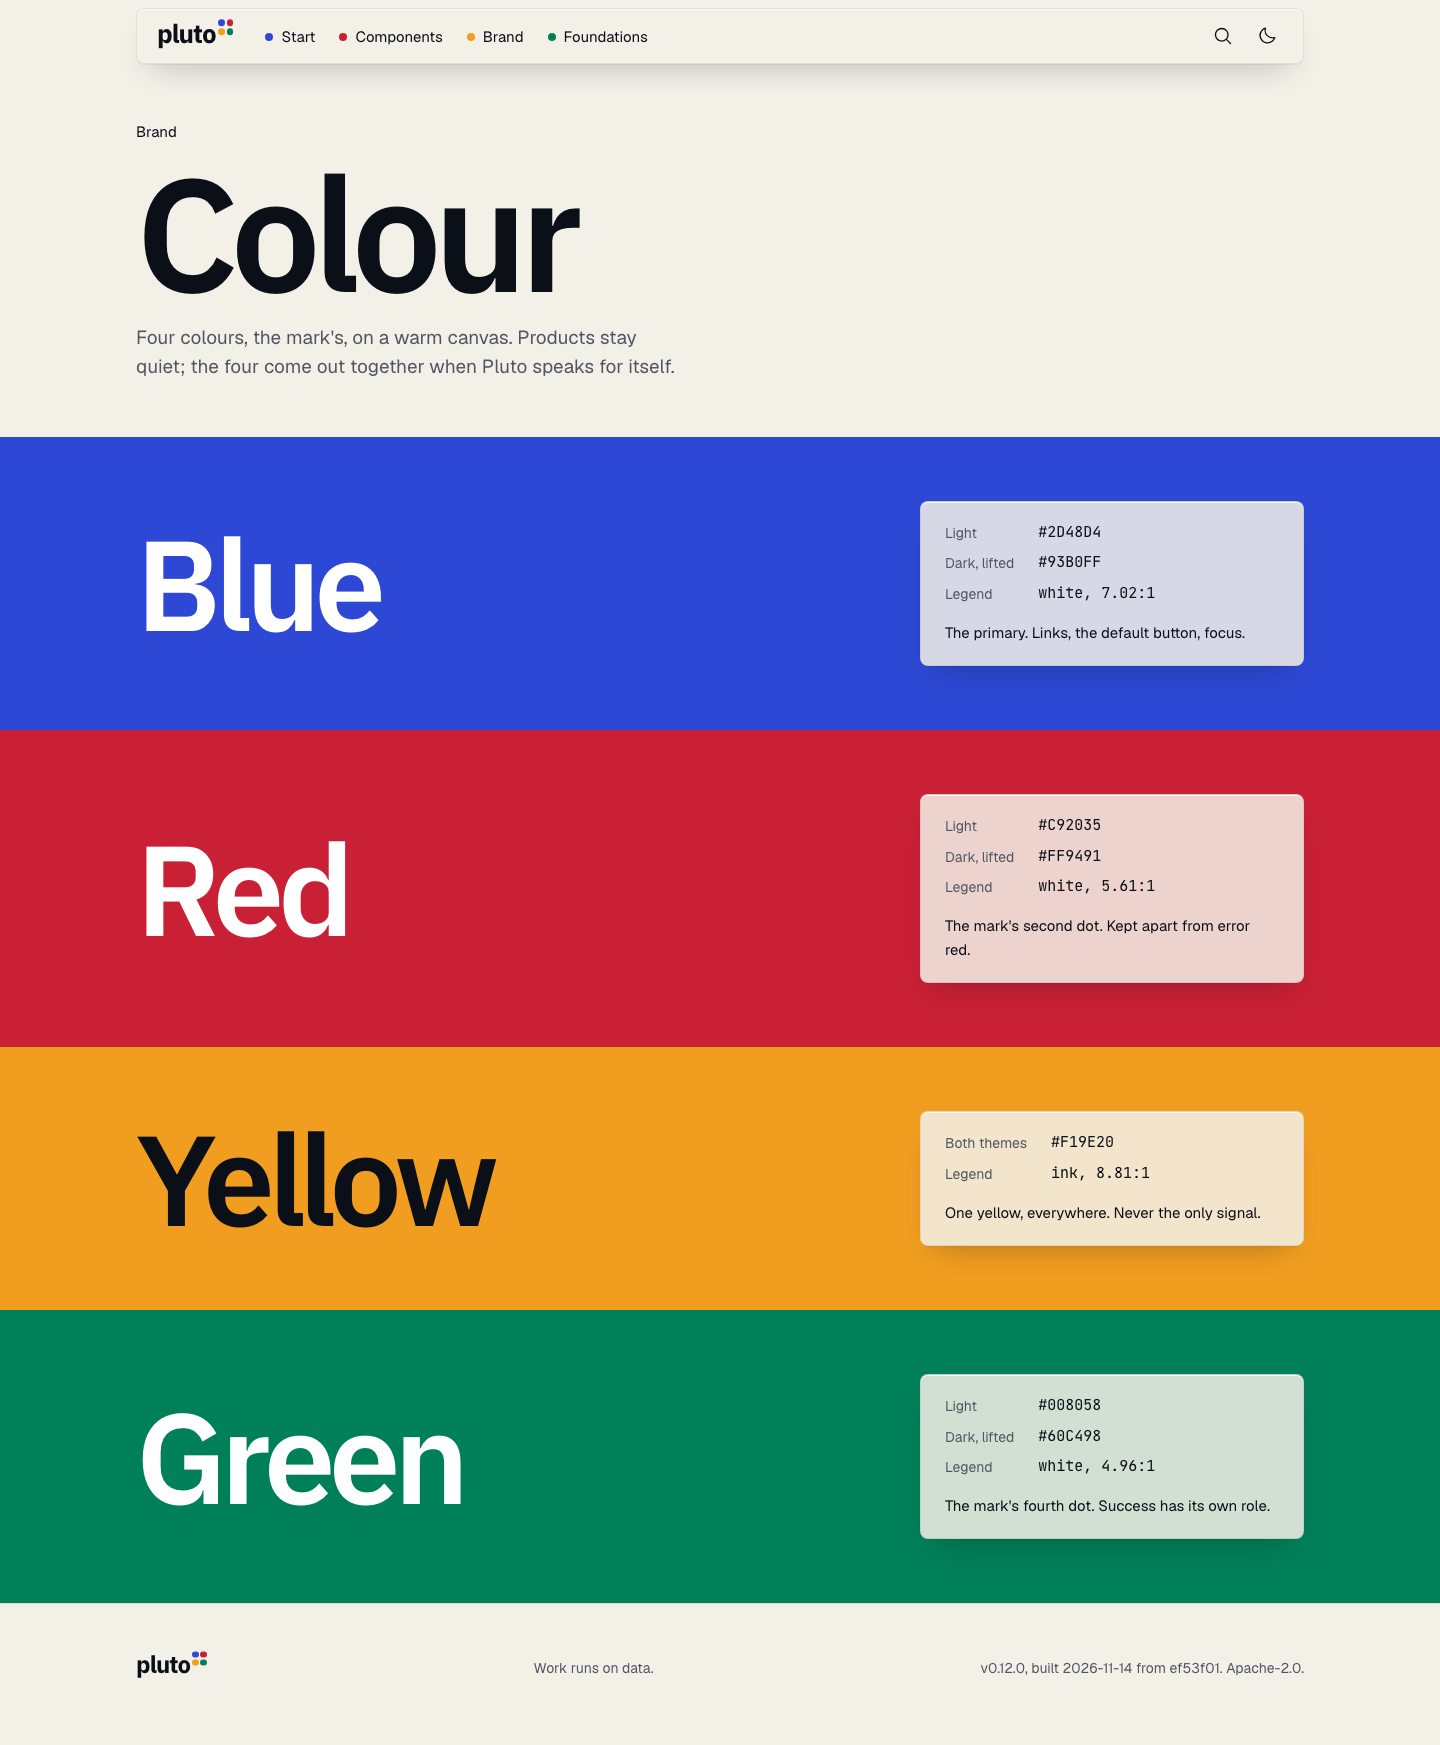 pluto Start Components Brand Foundations
Brand
Colour
Four colours, the mark's, on a warm canvas. Products stay
quiet; the four come out together when Pluto speaks for itself.
Blue
Light #2D48D4
Dark, lifted #93B0FF
Legend white, 7.02:1
The primary. Links, the default button, focus.
Red
Light #C92035
Dark, lifted #FF9491
Legend white, 5.61:1
The mark's second dot. Kept apart from error
red.
Yellow
Both themes #F19E20
Legend ink, 8.81:1
One yellow, everywhere. Never the only signal.
Green
Light #008058
Dark, lifted #60C498
Legend white, 4.96:1
The mark's fourth dot. Success has its own role.
pluto Work runs on data. v0.12.0, built 2026-11-14 from ef53f01. Apache-2.0.